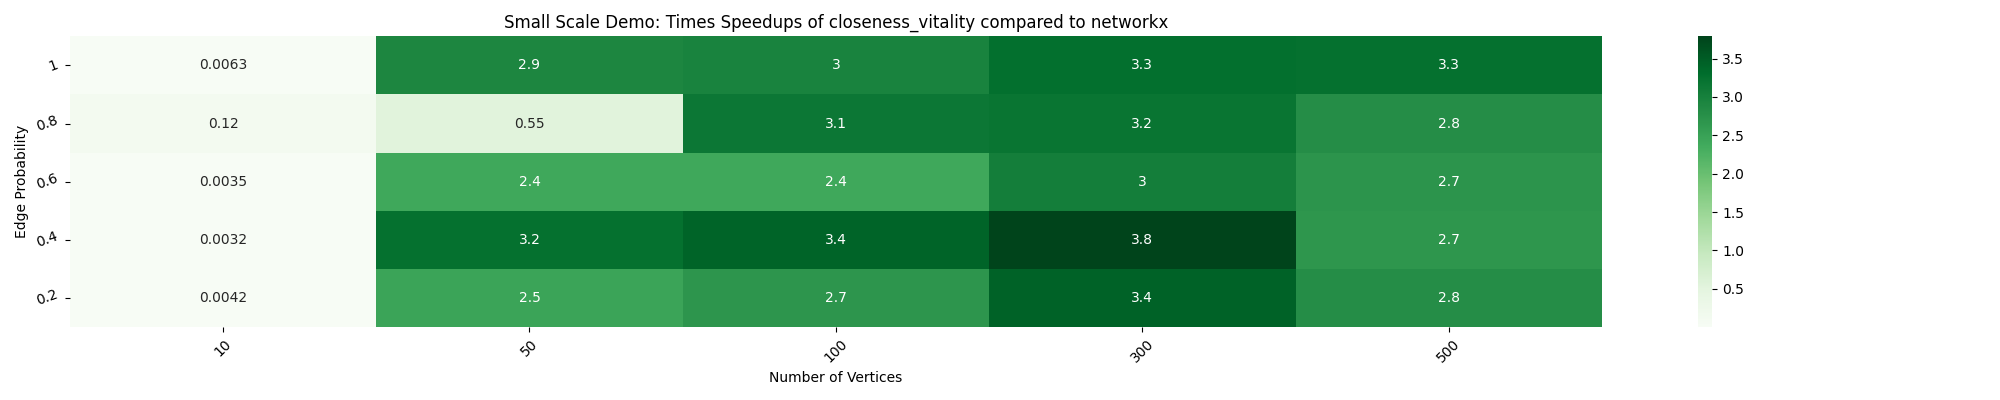 Small Scale Demo: Times Speedups of closeness_vitality compared to networkx
Edge Probability
1 0.0063 2.9 3 3.3 3.3
0.8 0.12 0.55 3.1 3.2 2.8
0.6 0.0035 2.4 2.4 3 2.7
0.4 0.0032 3.2 3.4 3.8 2.7
0.2 0.0042 2.5 2.7 3.4 2.8
10 50 100 300 500
Number of Vertices
3.5
3.0
2.5
2.0
1.5
1.0
0.5